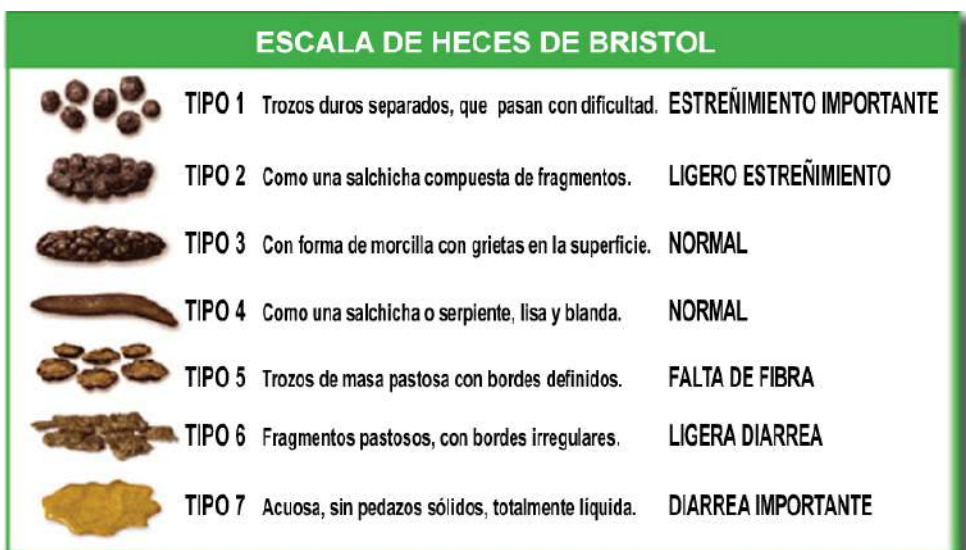 ESCALA DE HECES DE BRISTOL
TIPO 1 Trozos duros separados, que pasan con dificultad. ESTREÑIMIENTO IMPORTANTE
TIPO 2 Como una salchicha compuesta de fragmentos. LIGERO ESTREÑIMIENTO
TIPO 3 Con forma de morcilla con grietas en la superficie. NORMAL
TIPO 4 Como una salchicha o serpiente, lisa y blanda. NORMAL
TIPO 5 Trozos de masa pastosa con bordes definidos. FALTA DE FIBRA
TIPO 6 Fragmentos pastosos, con bordes irregulares. LIGERA DIARREA
TIPO 7 Acuosa, sin pedazos sólidos, totalmente líquida. DIARREA IMPORTANTE